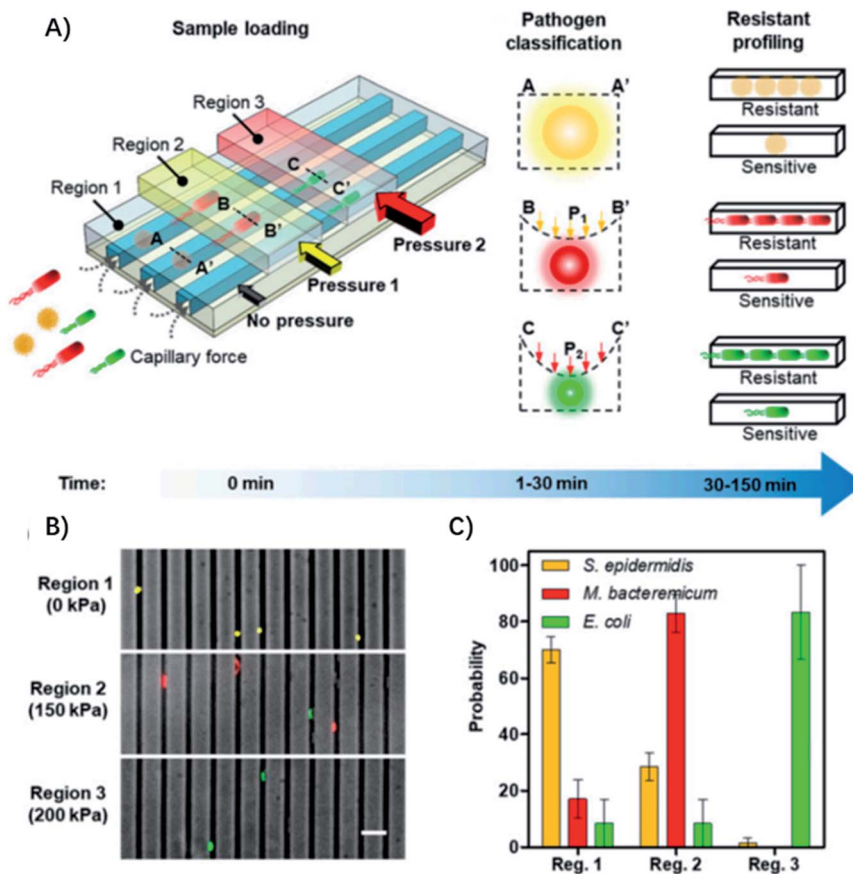 A)
Sample loading
Pathogen
classification
Resistant
profiling
Region 3
Region 2
Region 1
A
A'
B
B'
C
C'
Pressure 2
Pressure 1
No pressure
Capillary force
A
A'
B
P1
B'
C
P2
C'
Resistant
Sensitive
Resistant
Sensitive
Resistant
Sensitive
Time:
0 min
1-30 min
30-150 min
B)
Region 1
(0 kPa)
Region 2
(150 kPa)
Region 3
(200 kPa)
C)
S. epidermidis
M. bacteremicum
E. coli
Probability
100
80
60
40
20
0
Reg. 1
Reg. 2
Reg. 3